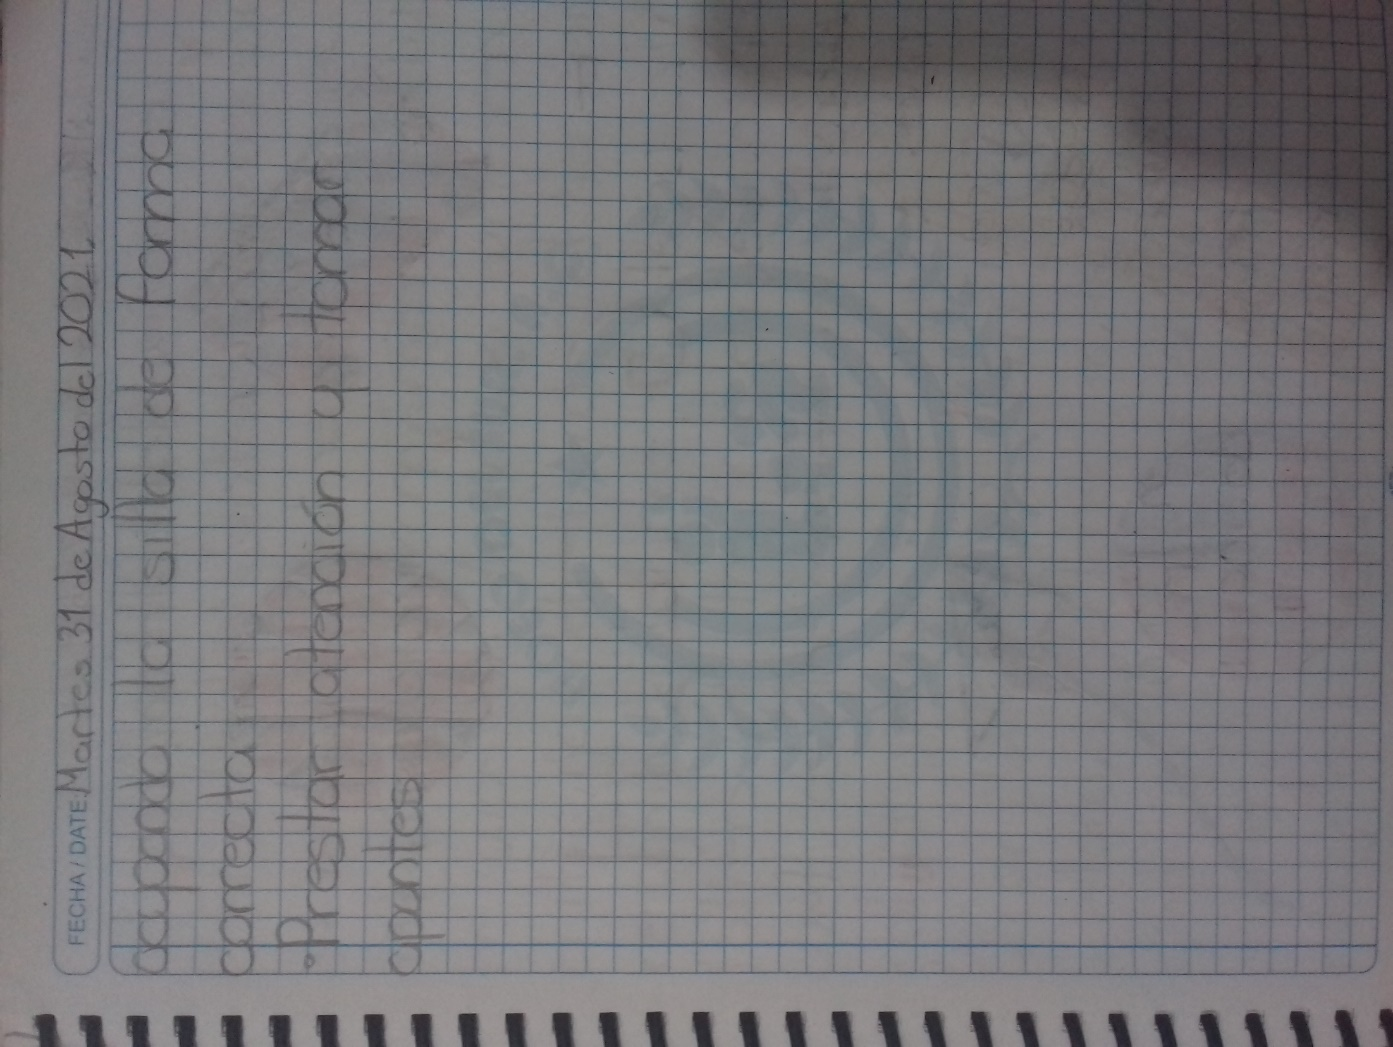 FECHA / DATE: Martes 31 de Agosto del 2021.
ocupando la silla de forma
correcta
°Prestar atención y tomar
apuntes